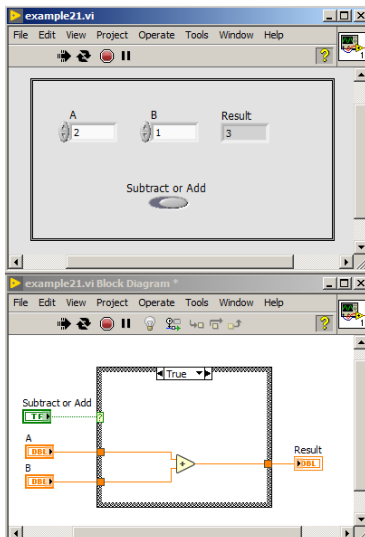 example21.vi
File Edit View Project Operate Tools Window Help
?
1
A B Result
2 1 3
Subtract or Add
example21.vi Block Diagram *
File Edit View Project Operate Tools Window Help
?
1
True
Subtract or Add
TF
?
A
DBL
B
DBL
+
Result
DBL